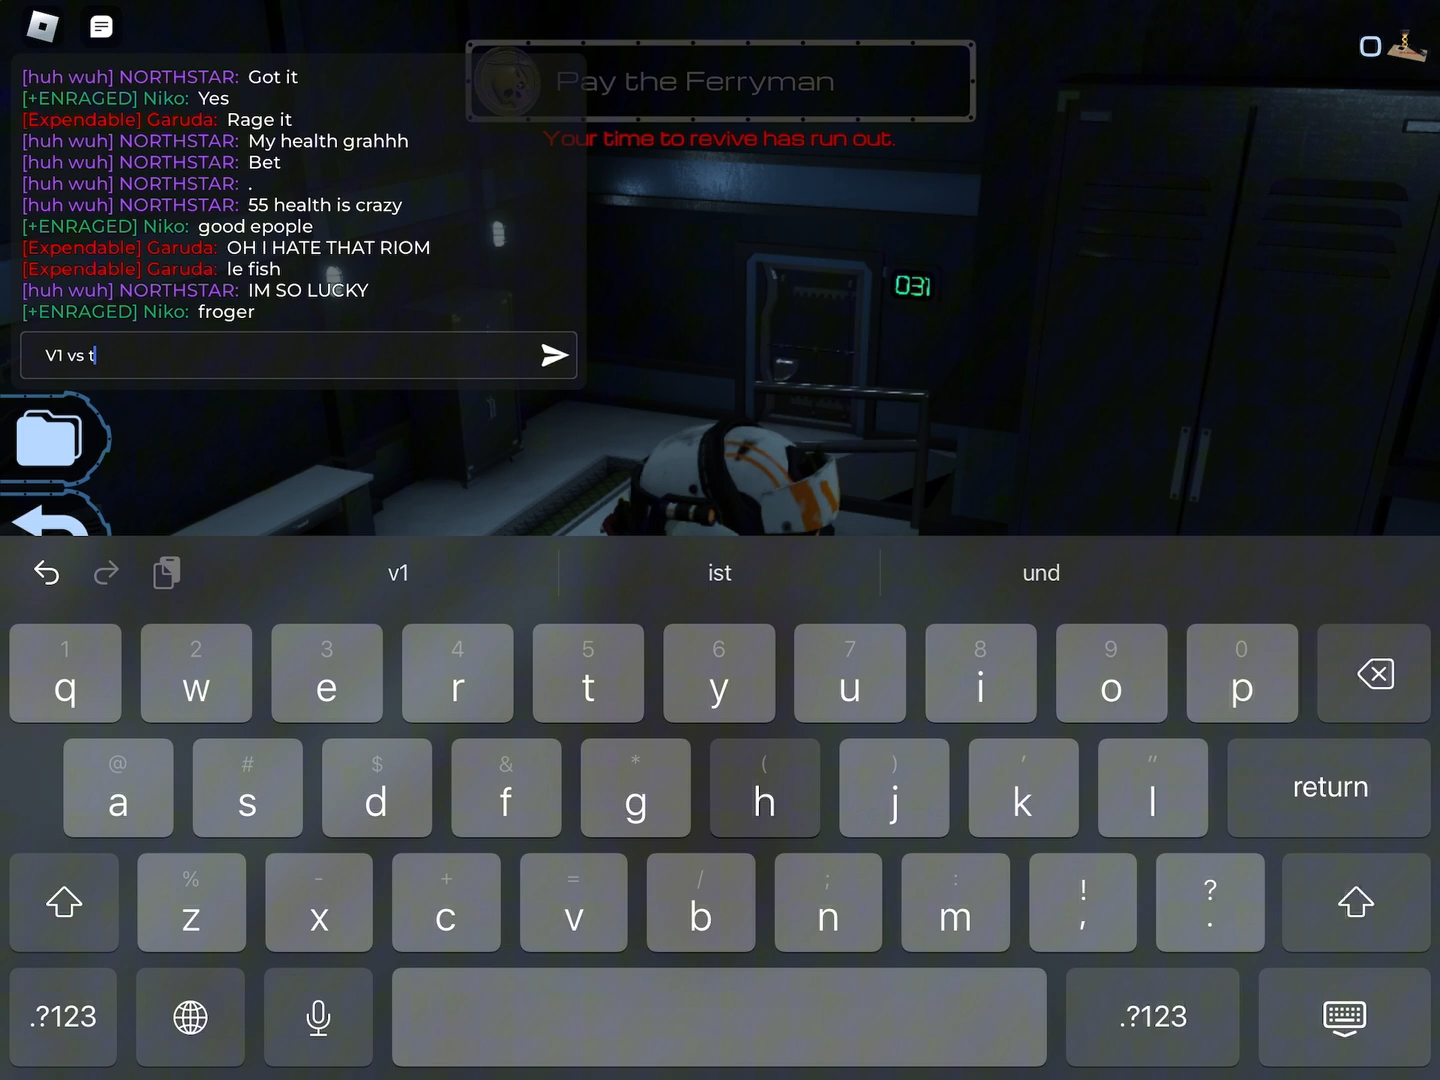 [huh wuh] NORTHSTAR: Got it
[+ENRAGED] Niko: Yes
[Expendable] Garuda: Rage it
[huh wuh] NORTHSTAR: My health grahhh
[huh wuh] NORTHSTAR: Bet
[huh wuh] NORTHSTAR: .
[huh wuh] NORTHSTAR: 55 health is crazy
[+ENRAGED] Niko: good epople
[Expendable] Garuda: OH I HATE THAT RIOM
[Expendable] Garuda: le fish
[huh wuh] NORTHSTAR: IM SO LUCKY
[+ENRAGED] Niko: froger
V1 vs t
Pay the Ferryman
Your time to revive has run out.
0
031
v1 ist und
1 2 3 4 5 6 7 8 9 0
q w e r t y u i o p
@ # $ & * ( ) ' "
a s d f g h j k l return
% - + = / ; : ! ?
z x c v b n m , .
.?123 .?123